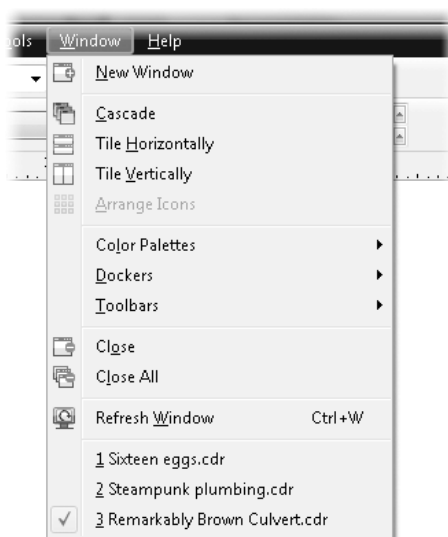 ools Window Help
New Window
Cascade
Tile Horizontally
Tile Vertically
Arrange Icons
Color Palettes
Dockers
Toolbars
Close
Close All
Refresh Window Ctrl+W
1 Sixteen eggs.cdr
2 Steampunk plumbing.cdr
3 Remarkably Brown Culvert.cdr